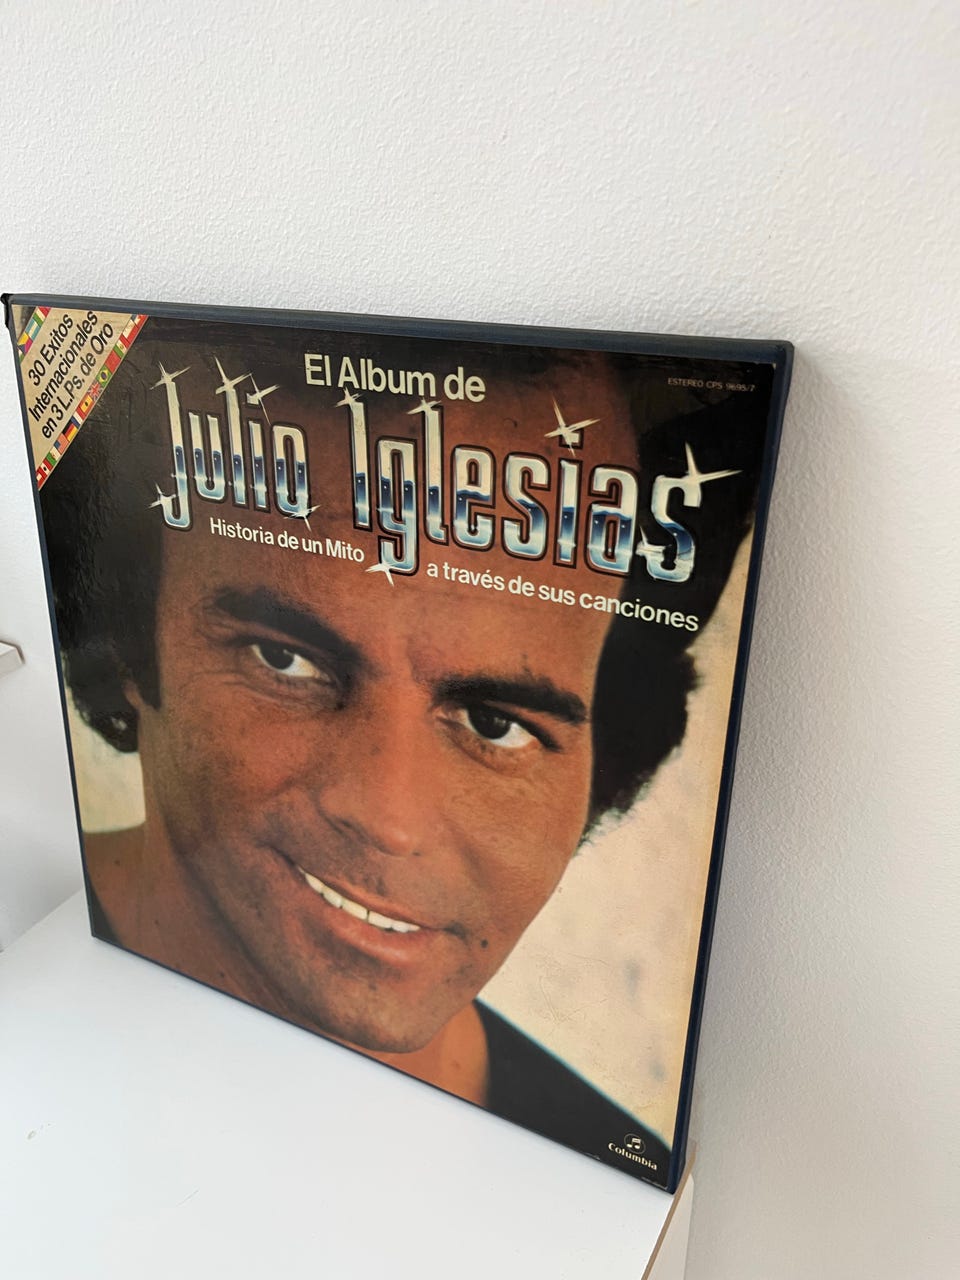 30 Exitos
Internacionales
en 3 L.Ps. de Oro
El Album de
ESTEREO CPS 9695/7
Julio Iglesias
Historia de un Mito
a través de sus canciones
Columbia